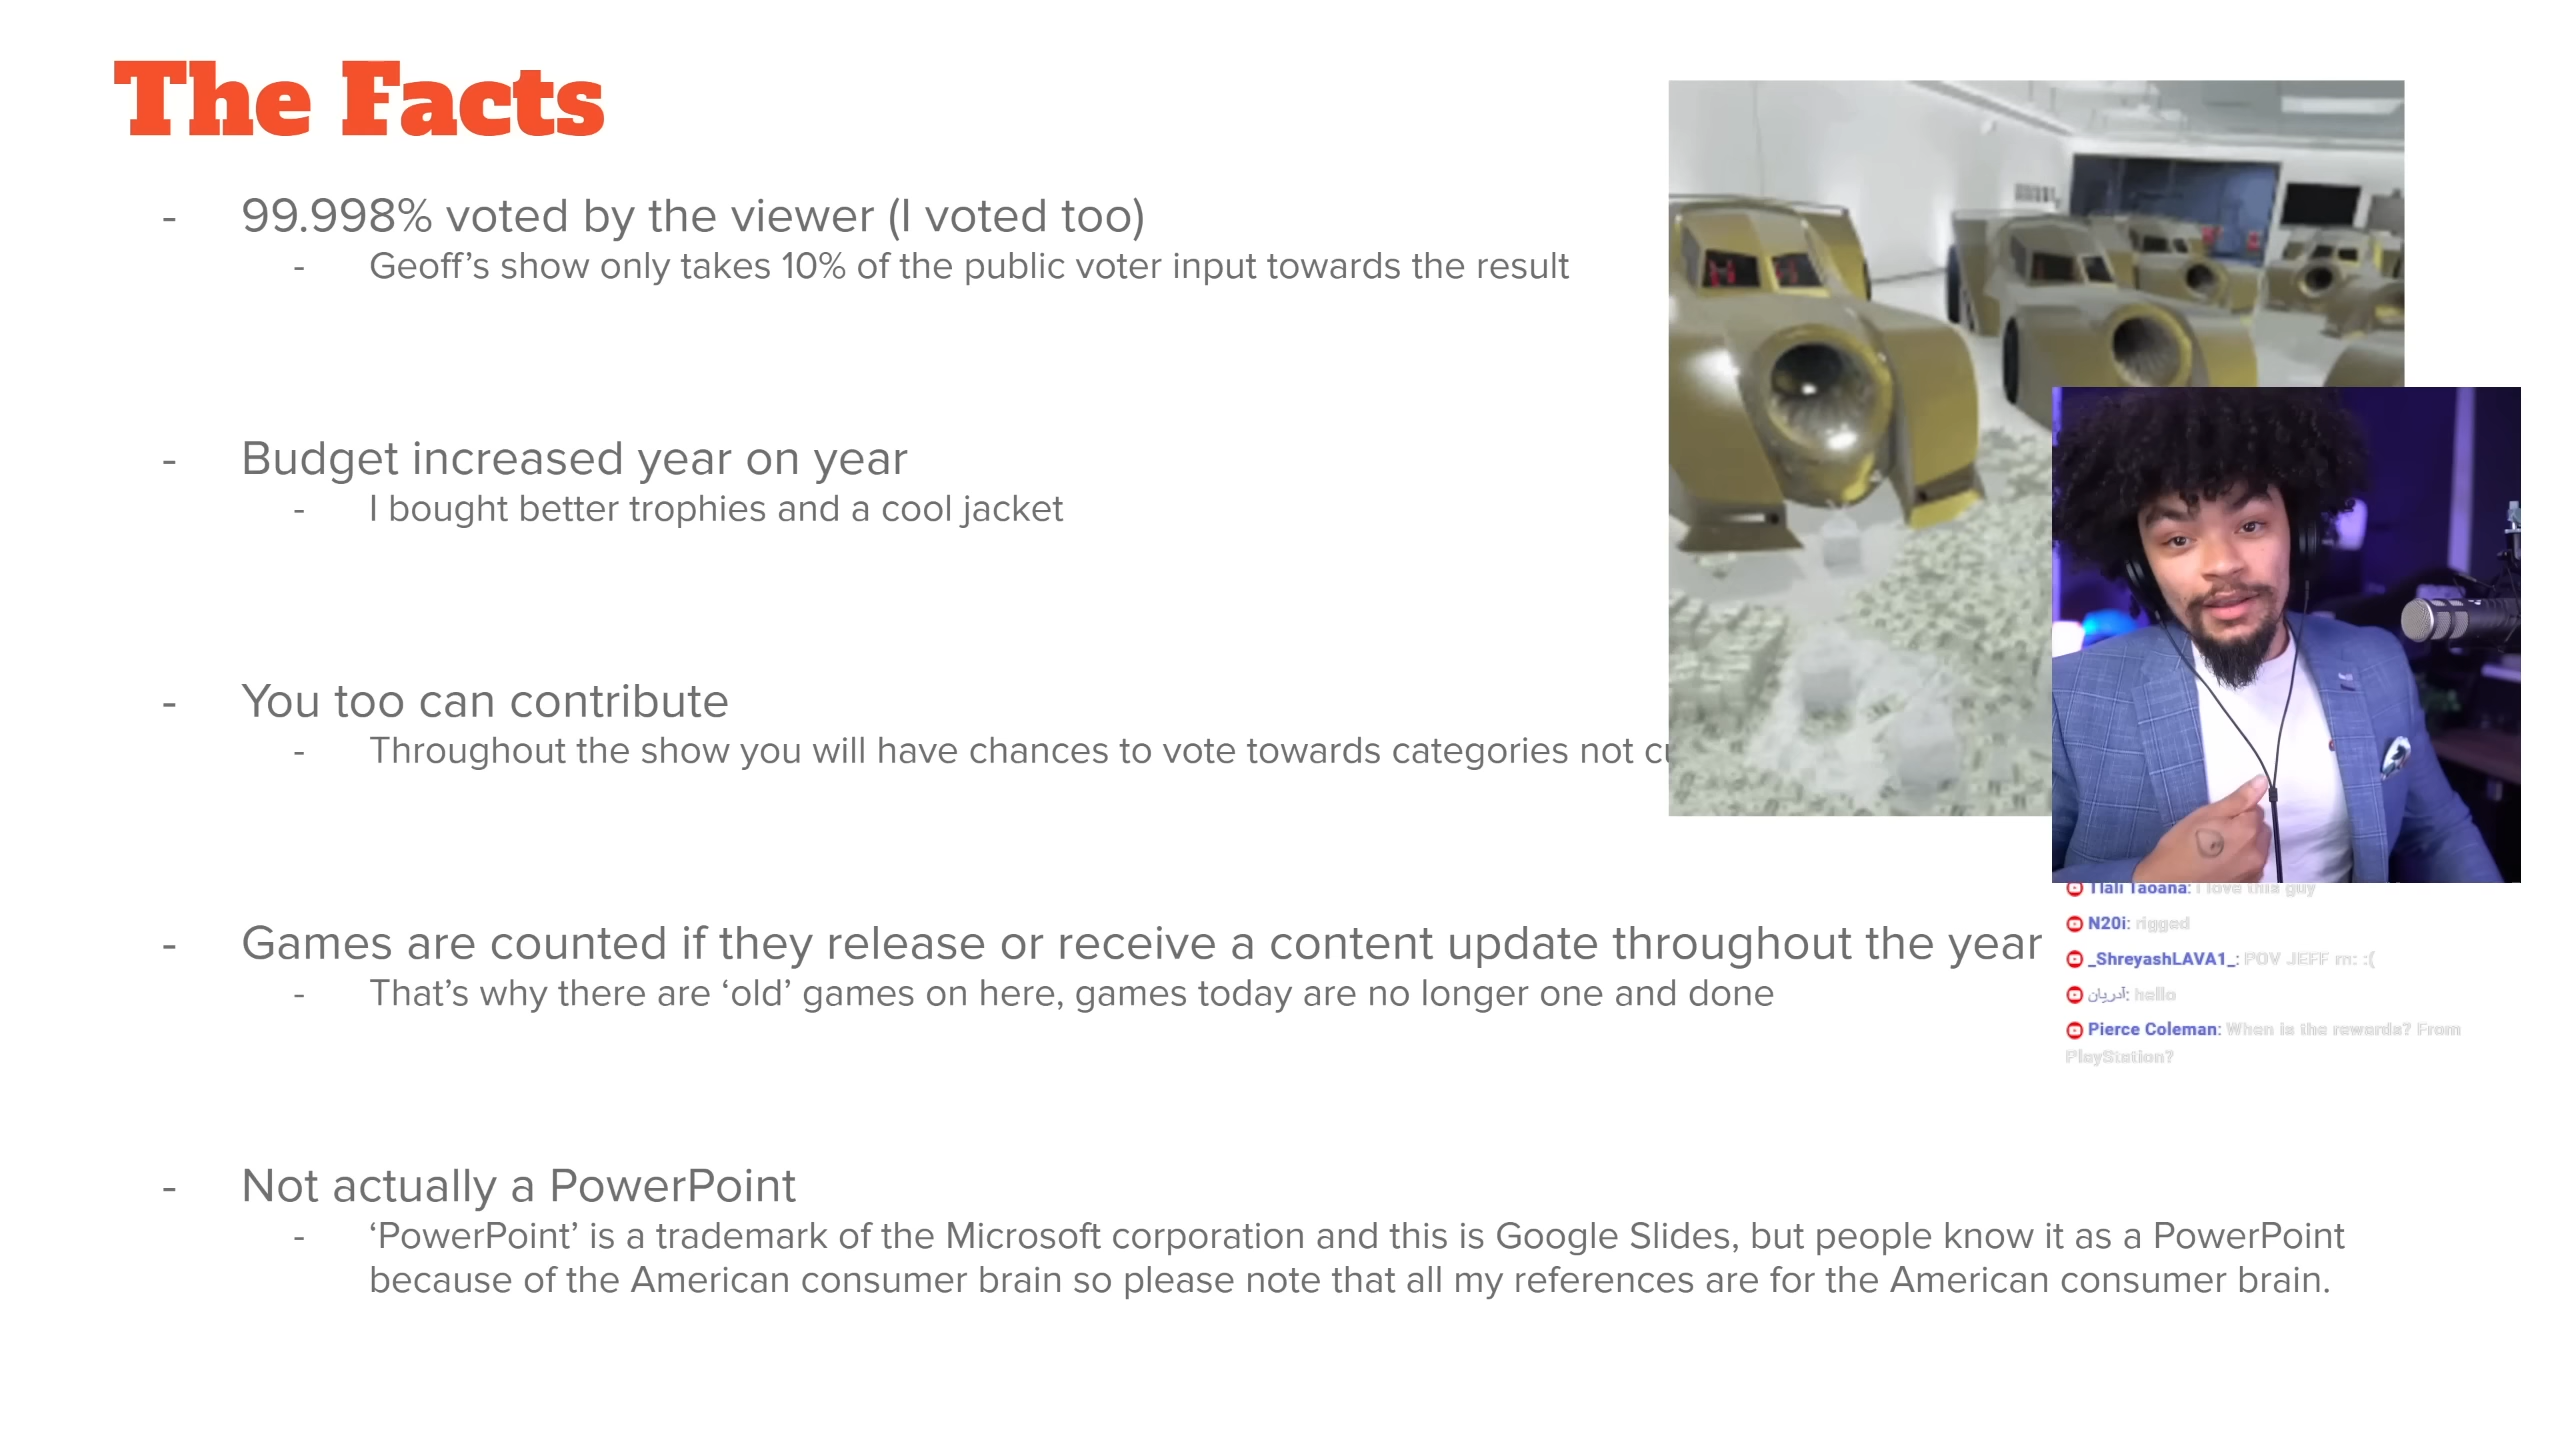 The Facts
- 99.998% voted by the viewer (I voted too)
- Geoff’s show only takes 10% of the public voter input towards the result
- Budget increased year on year
- I bought better trophies and a cool jacket
- You too can contribute
- Throughout the show you will have chances to vote towards categories not
- Games are counted if they release or receive a content update throughout the year
- That’s why there are ‘old’ games on here, games today are no longer one and done
- Not actually a PowerPoint
- ‘PowerPoint’ is a trademark of the Microsoft corporation and this is Google Slides, but people know it as a PowerPoint
because of the American consumer brain so please note that all my references are for the American consumer brain.
Tlali Taoana: I love this guy
N20i: rigged
_ShreyashLAVA1_: POV JEFF rn: :(
آدریان: hello
Pierce Coleman: When is the rewards? From
PlayStation?